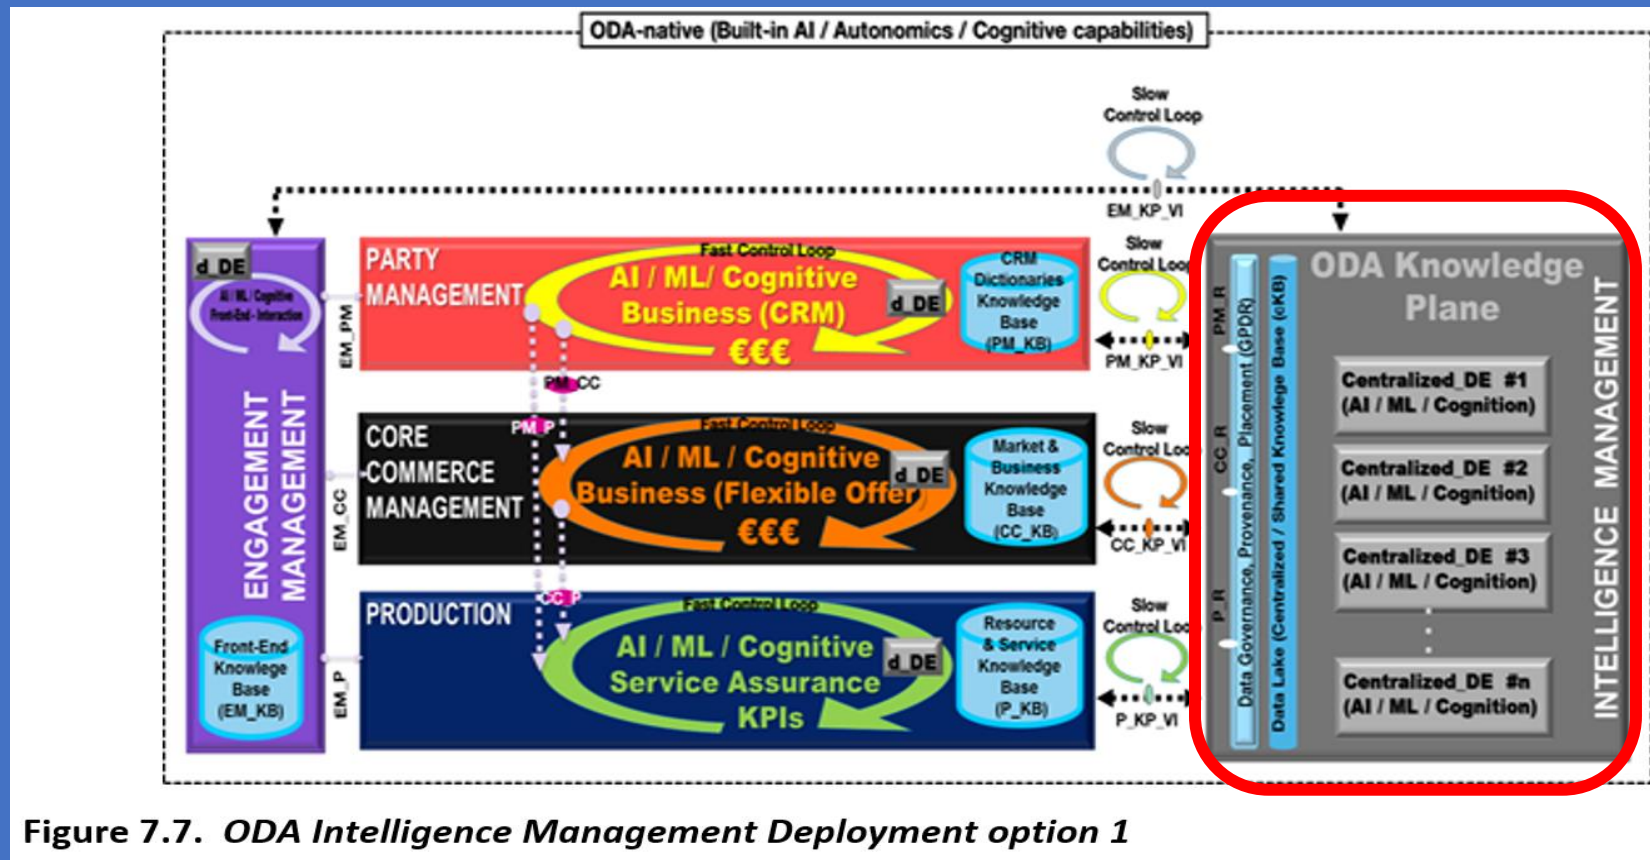 ODA-native (Built-in AI / Autonomics / Cognitive capabilities)
Slow
Control Loop
EM_KP_VI
d_DE
AI / ML / Cognitive
Front-End - Interaction
ENGAGEMENT
MANAGEMENT
Front-End
Knowlege
Base
(EM_KB)
EM_PM
EM_CC
EM_P
PARTY
MANAGEMENT
Fast Control Loop
AI / ML/ Cognitive
Business (CRM)
€€€
d_DE
CRM
Dictionaries
Knowledge
Base
(PM_KB)
Slow
Control Loop
PM_KP_VI
PM_CC
PM_P
CORE
COMMERCE
MANAGEMENT
Fast Control Loop
AI / ML / Cognitive
Business (Flexible Offer)
€€€
d_DE
Market &
Business
Knowledge
Base
(CC_KB)
Slow
Control Loo
CC_KP_VI
CC_P
PRODUCTION
Fast Control Loop
AI / ML / Cognitive
Service Assurance
KPIs
d_DE
Resource
& Service
Knowledge
Base
(P_KB)
Slow
Control Loo
P_KP_VI
PM_R
CC_R
P_R
Data Governance, Provenance, Placement (GPDR)
Data Lake (Centralized / Shared Knowlege Base (cKB)
ODA Knowledge
Plane
Centralized_DE #1
(AI / ML / Cognition)
Centralized_DE #2
(AI / ML / Cognition)
Centralized_DE #3
(AI / ML / Cognition)
Centralized_DE #n
(AI / ML / Cognition)
INTELLIGENCE MANAGEMENT
Figure 7.7. ODA Intelligence Management Deployment option 1